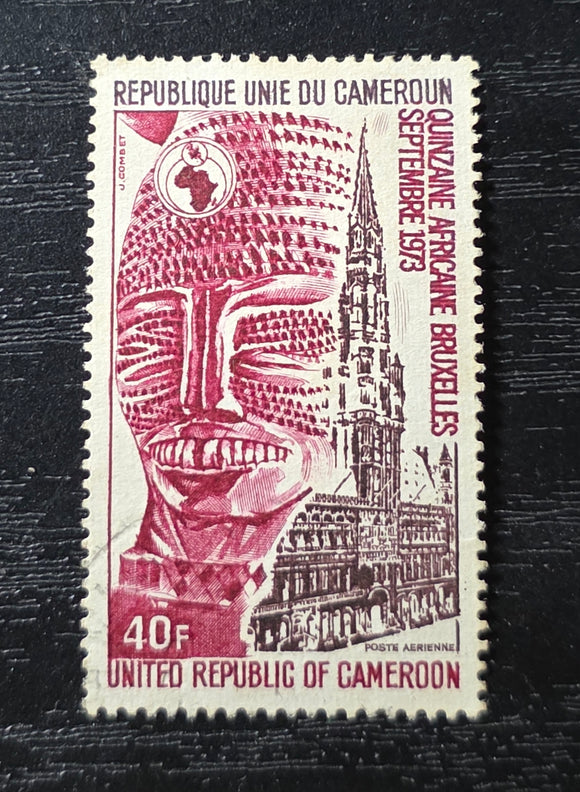 REPUBLIQUE UNIE DU CAMEROUN
J. COMBET
QUINZAINE AFRICAINE BRUXELLES
SEPTEMBRE 1973
40F
POSTE AERIENNE
UNITED REPUBLIC OF CAMEROON